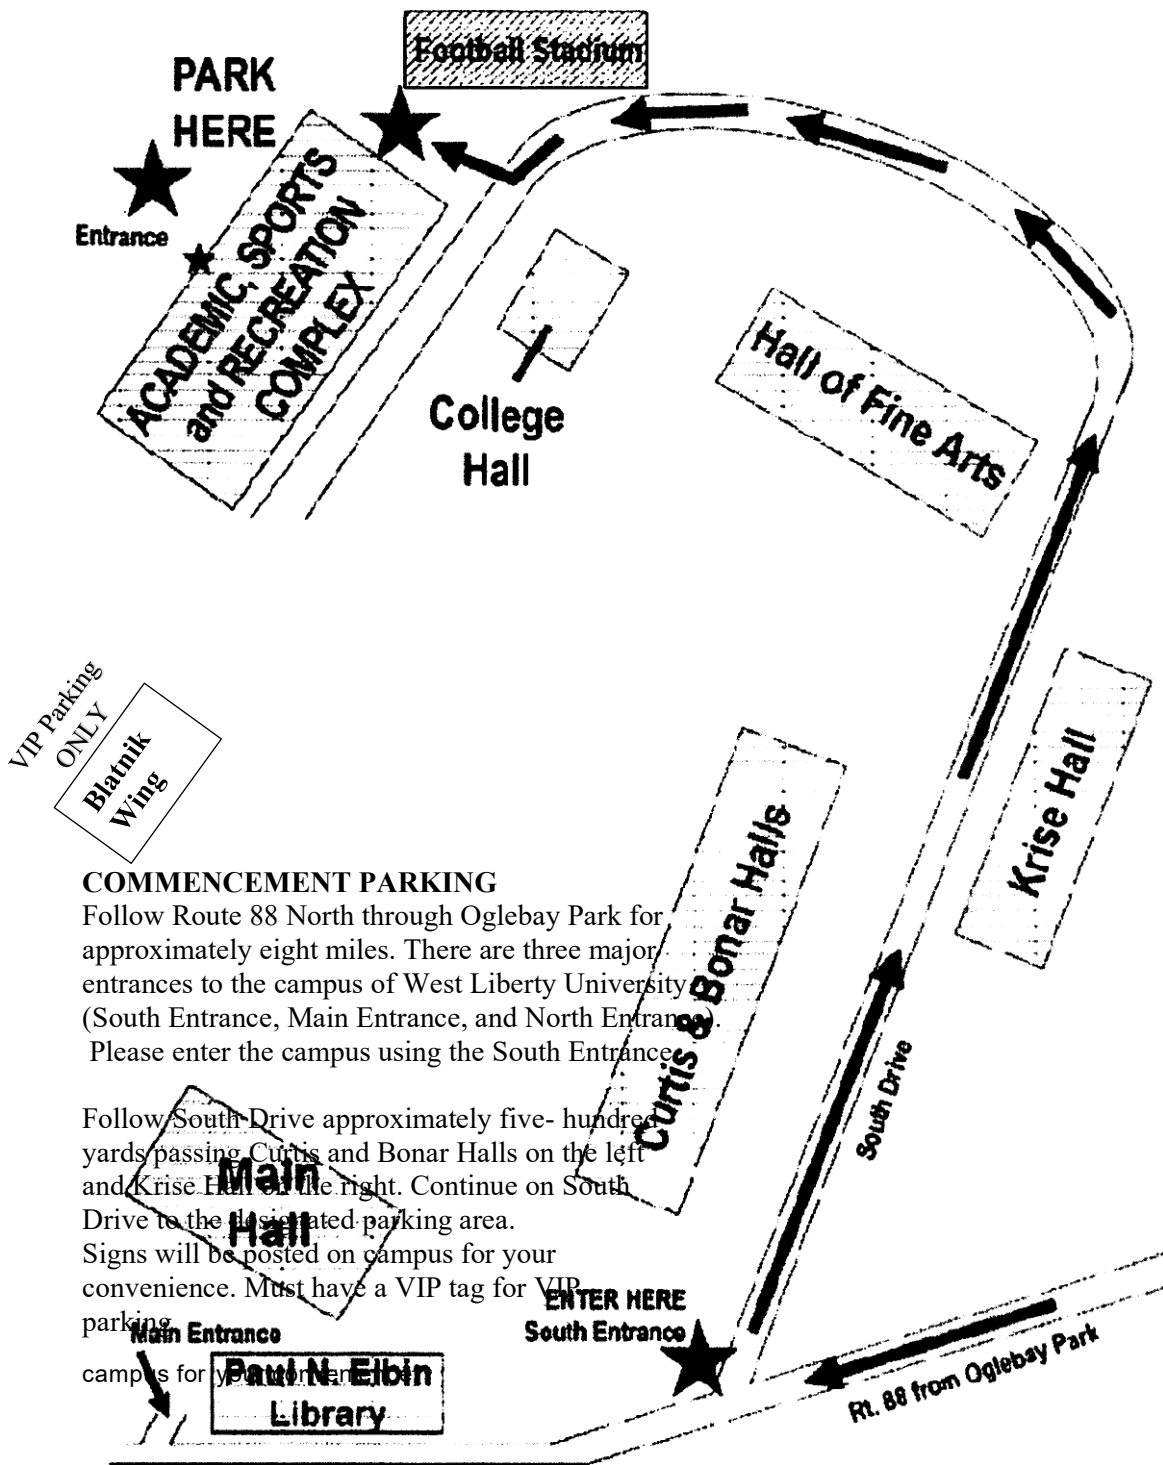 Football Stadium
PARK
HERE
Entrance
ACADEMIC, SPORTS
and RECREATION
COMPLEX
College
Hall
Hall of Fine Arts
VIP Parking
ONLY
Blatnik
Wing
Krise Hall
Curtis & Bonar Halls
South Drive
COMMENCEMENT PARKING
Follow Route 88 North through Oglebay Park for
approximately eight miles. There are three major
entrances to the campus of West Liberty University
(South Entrance, Main Entrance, and North Entrance).
Please enter the campus using the South Entrance.
Follow South Drive approximately five- hundred
yards passing Curtis and Bonar Halls on the left
and Krise Hall on the right. Continue on South
Drive to the designated parking area.
Signs will be posted on campus for your
convenience. Must have a VIP tag for VIP
parking.
campus for your
Main
Hall
ENTER HERE
South Entrance
Main Entrance
Paul N. Elbin
Library
Rt. 88 from Oglebay Park